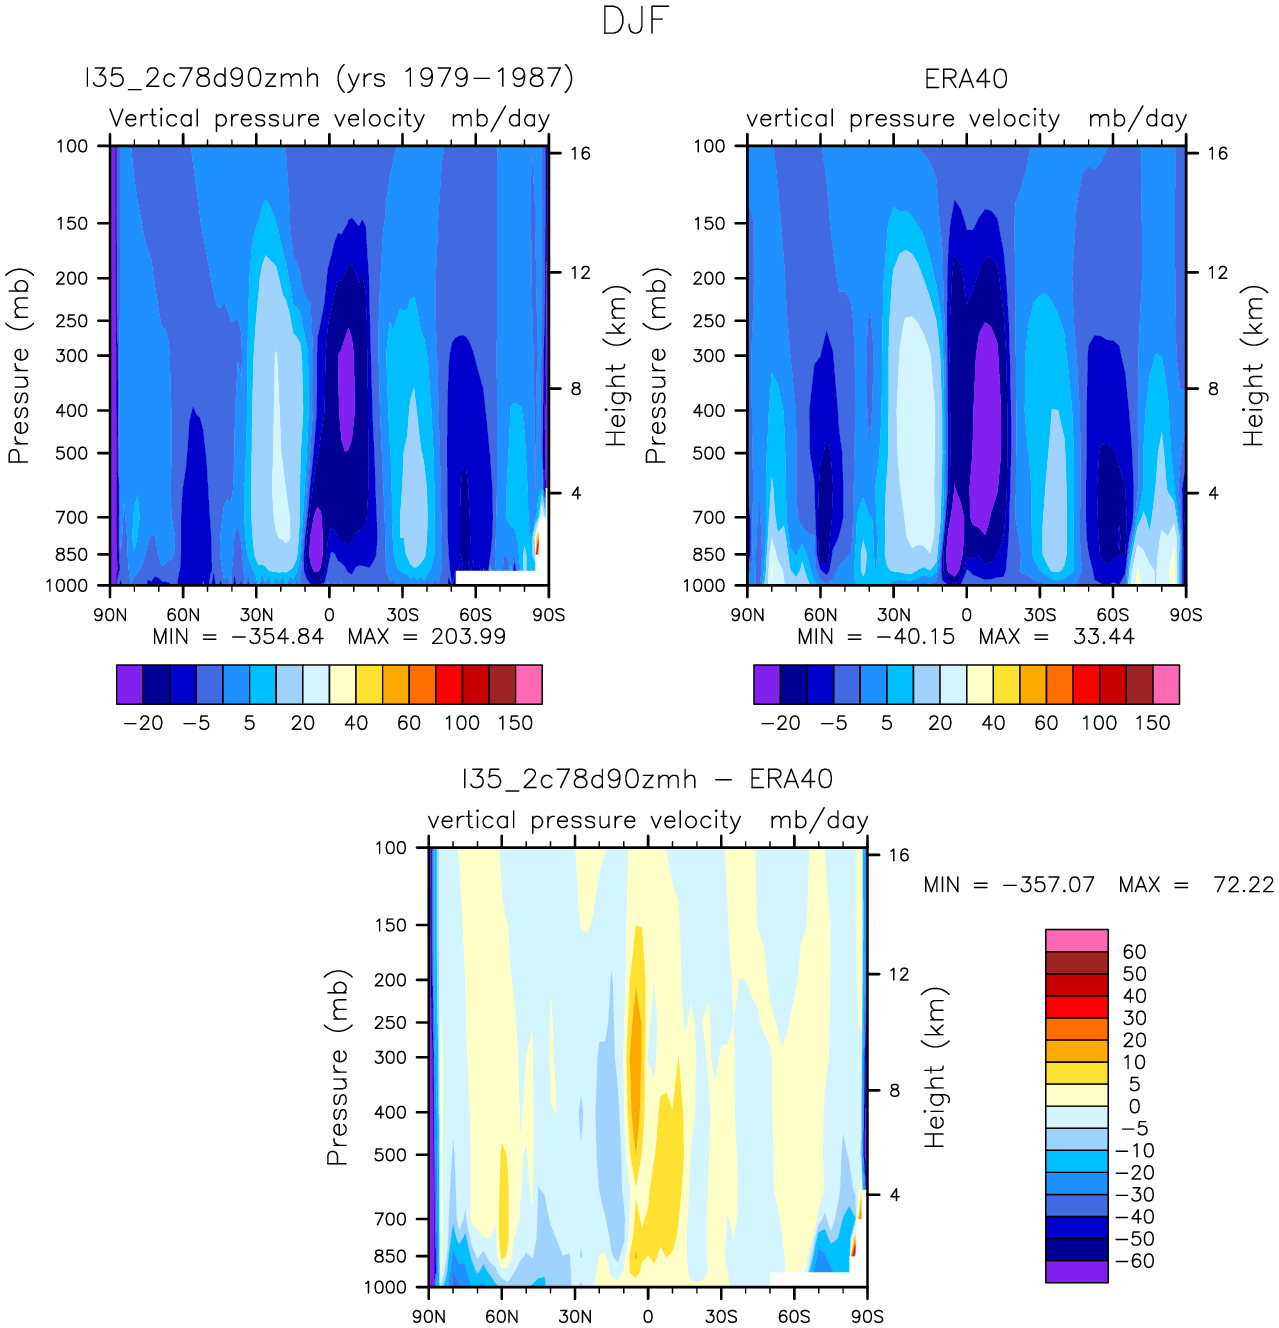 DJF
I35_2c78d90zmh (yrs 1979-1987)
Vertical pressure velocity mb/day
100
150
200
250
300
400
500
700
850
1000
Pressure (mb)
16
12
8
4
Height (km)
90N 60N 30N 0 30S 60S 90S
MIN = -354.84 MAX = 203.99
-20 -5 5 20 40 60 100 150
ERA40
vertical pressure velocity mb/day
100
150
200
250
300
400
500
700
850
1000
Pressure (mb)
16
12
8
4
Height (km)
90N 60N 30N 0 30S 60S 90S
MIN = -40.15 MAX = 33.44
-20 -5 5 20 40 60 100 150
I35_2c78d90zmh - ERA40
vertical pressure velocity mb/day
100
150
200
250
300
400
500
700
850
1000
Pressure (mb)
16
12
8
4
Height (km)
90N 60N 30N 0 30S 60S 90S
MIN = -357.07 MAX = 72.22
60
50
40
30
20
10
5
0
-5
-10
-20
-30
-40
-50
-60